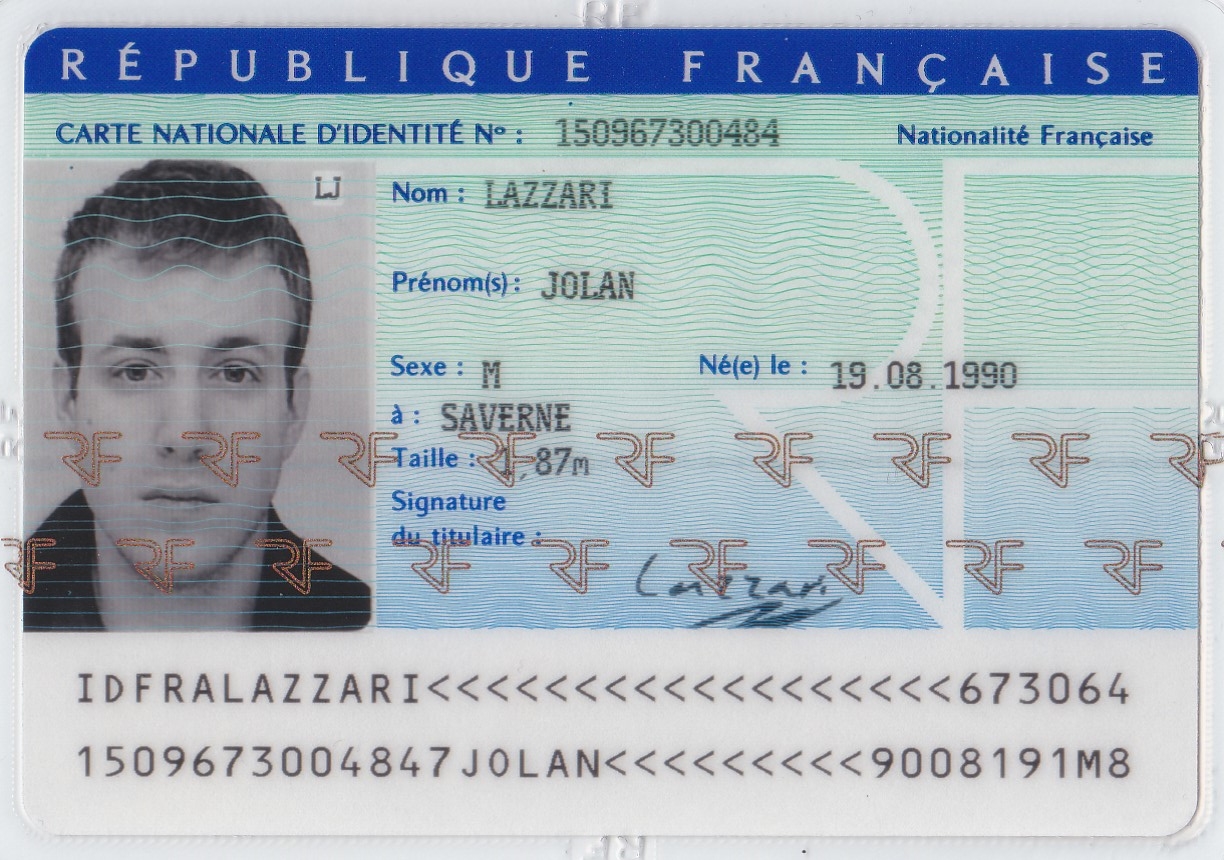 RÉPUBLIQUE FRANÇAISE
CARTE NATIONALE D'IDENTITÉ Nº : 150967300484 Nationalité Française
LJ
Nom : LAZZARI
Prénom(s) : JOLAN
Sexe : M Né(e) le : 19.08.1990
à : SAVERNE
Taille : 1,87m
Signature
du titulaire :
Lazzari
RF RF RF RF RF RF RF RF RF
RF RF RF RF RF RF RF RF RF
IDFRALAZZARI<<<<<<<<<<<<<<<<<<673064
1509673004847JOLAN<<<<<<<<<9008191M8